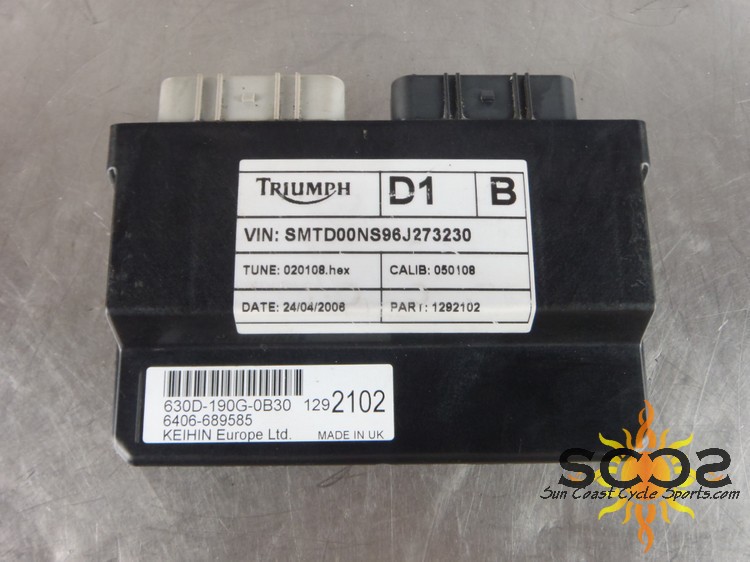 TRIUMPH D1 B
VIN: SMTD00NS96J273230
TUNE: 020108.hex CALIB: 050108
DATE: 24/04/2006 PART: 1292102
630D-190G-0B30 1292102
6406-689585
KEIHIN Europe Ltd. MADE IN UK
SCCS
Sun Coast Cycle Sports.com